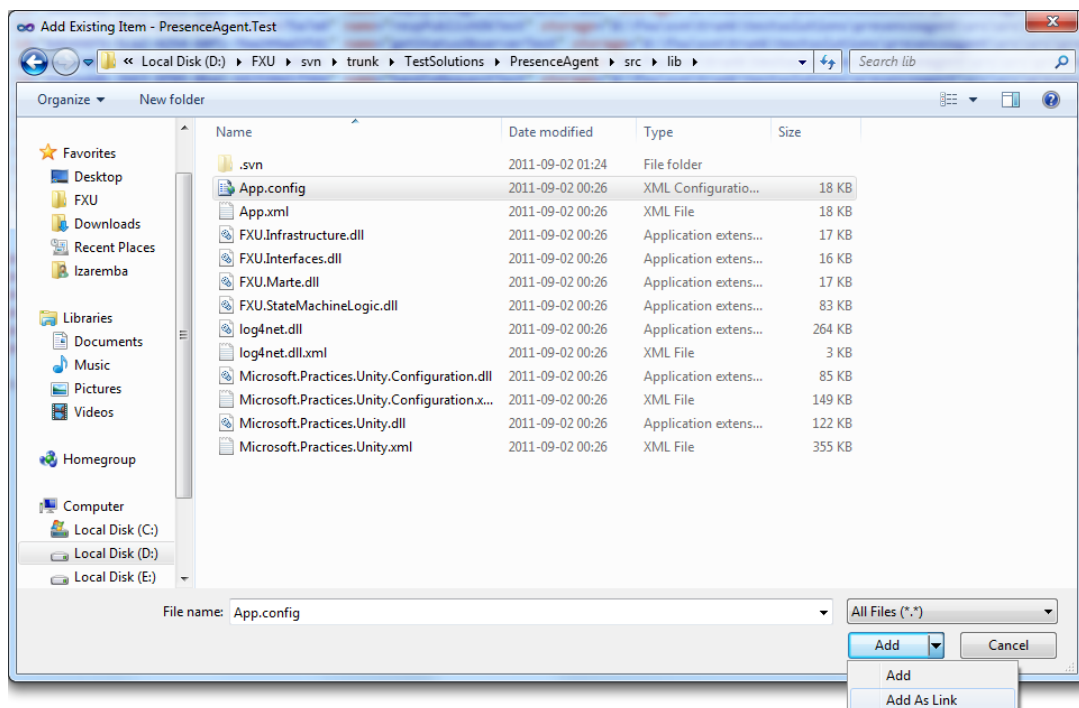 Add Existing Item - PresenceAgent.Test
« Local Disk (D:) FXU svn trunk TestSolutions PresenceAgent src lib Search lib
Organize New folder
Name Date modified Type Size
Favorites
Desktop
FXU
Downloads
Recent Places
lzaremba
Libraries
Documents
Music
Pictures
Videos
Homegroup
Computer
Local Disk (C:)
Local Disk (D:)
Local Disk (E:)
.svn 2011-09-02 01:24 File folder
App.config 2011-09-02 00:26 XML Configuratio... 18 KB
App.xml 2011-09-02 00:26 XML File 18 KB
FXU.Infrastructure.dll 2011-09-02 00:26 Application extens... 17 KB
FXU.Interfaces.dll 2011-09-02 00:26 Application extens... 16 KB
FXU.Marte.dll 2011-09-02 00:26 Application extens... 17 KB
FXU.StateMachineLogic.dll 2011-09-02 00:26 Application extens... 83 KB
log4net.dll 2011-09-02 00:26 Application extens... 264 KB
log4net.dll.xml 2011-09-02 00:26 XML File 3 KB
Microsoft.Practices.Unity.Configuration.dll 2011-09-02 00:26 Application extens... 85 KB
Microsoft.Practices.Unity.Configuration.x... 2011-09-02 00:26 XML File 149 KB
Microsoft.Practices.Unity.dll 2011-09-02 00:26 Application extens... 122 KB
Microsoft.Practices.Unity.xml 2011-09-02 00:26 XML File 355 KB
File name: App.config All Files (*.*)
Add Cancel
Add
Add As Link